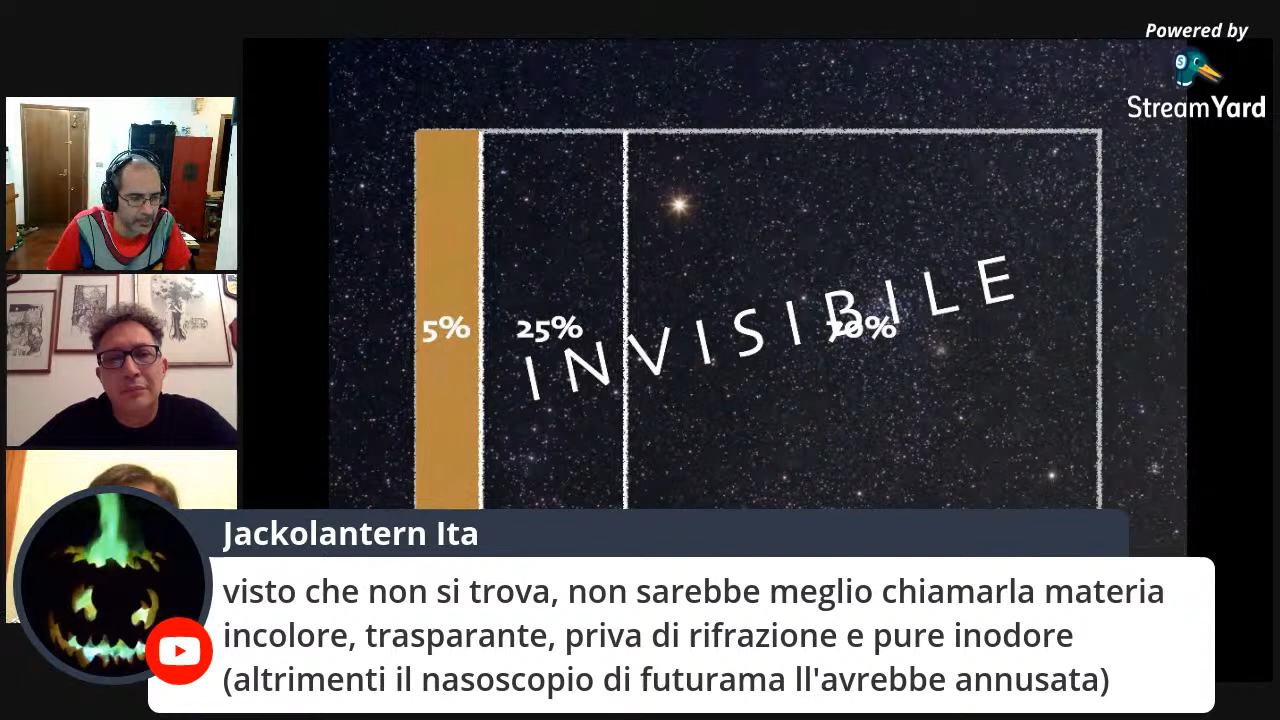 Powered by
StreamYard
5%
25%
70%
INVISIBILE
Jackolantern Ita
visto che non si trova, non sarebbe meglio chiamarla materia
incolore, trasparante, priva di rifrazione e pure inodore
(altrimenti il nasoscopio di futurama ll'avrebbe annusata)